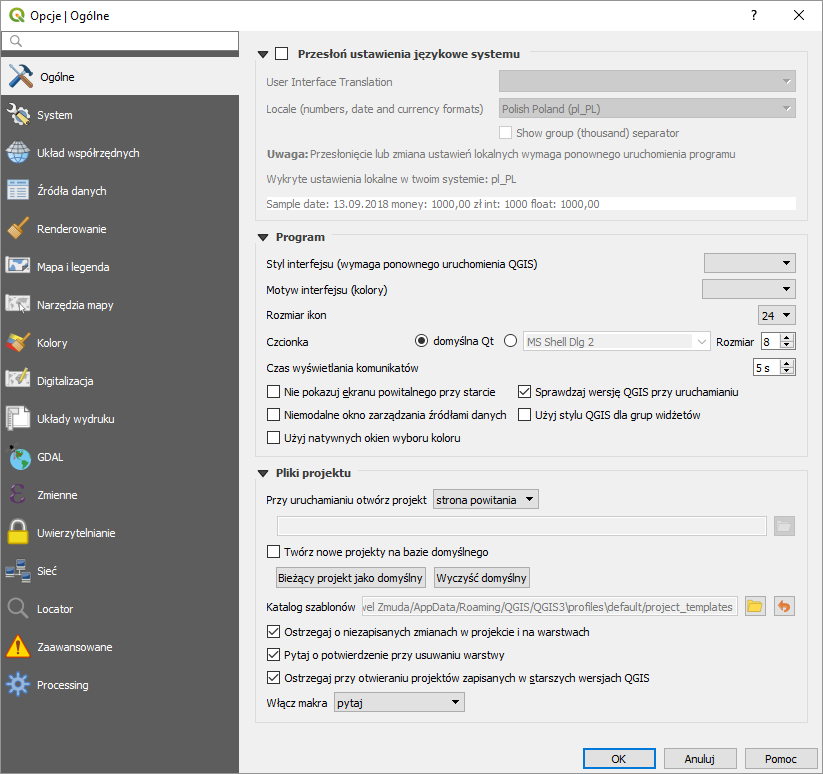 Opcje | Ogólne
?
Ogólne
System
Układ współrzędnych
Źródła danych
Renderowanie
Mapa i legenda
Narzędzia mapy
Kolory
Digitalizacja
Układy wydruku
GDAL
Zmienne
Uwierzytelnianie
Sieć
Locator
Zaawansowane
Processing
Przesłoń ustawienia językowe systemu
User Interface Translation
Locale (numbers, date and currency formats) Polish Poland (pl_PL)
Show group (thousand) separator
Uwaga: Przesłonięcie lub zmiana ustawień lokalnych wymaga ponownego uruchomienia programu
Wykryte ustawienia lokalne w twoim systemie: pl_PL
Sample date: 13.09.2018 money: 1000,00 zł int: 1000 float: 1000,00
Program
Styl interfejsu (wymaga ponownego uruchomienia QGIS)
Motyw interfejsu (kolory)
Rozmiar ikon 24
Czcionka domyślna Qt MS Shell Dlg 2 Rozmiar 8
Czas wyświetlania komunikatów 5 s
Nie pokazuj ekranu powitalnego przy starcie Sprawdzaj wersję QGIS przy uruchamianiu
Niemodalne okno zarządzania źródłami danych Użyj stylu QGIS dla grup widżetów
Użyj natywnych okien wyboru koloru
Pliki projektu
Przy uruchamianiu otwórz projekt strona powitania
Twórz nowe projekty na bazie domyślnego
Bieżący projekt jako domyślny Wyczyść domyślny
Katalog szablonów wel Zmuda/AppData/Roaming/QGIS/QGIS3\profiles\default/project_templates
Ostrzegaj o niezapisanych zmianach w projekcie i na warstwach
Pytaj o potwierdzenie przy usuwaniu warstwy
Ostrzegaj przy otwieraniu projektów zapisanych w starszych wersjach QGIS
Włącz makra pytaj
OK Anuluj Pomoc